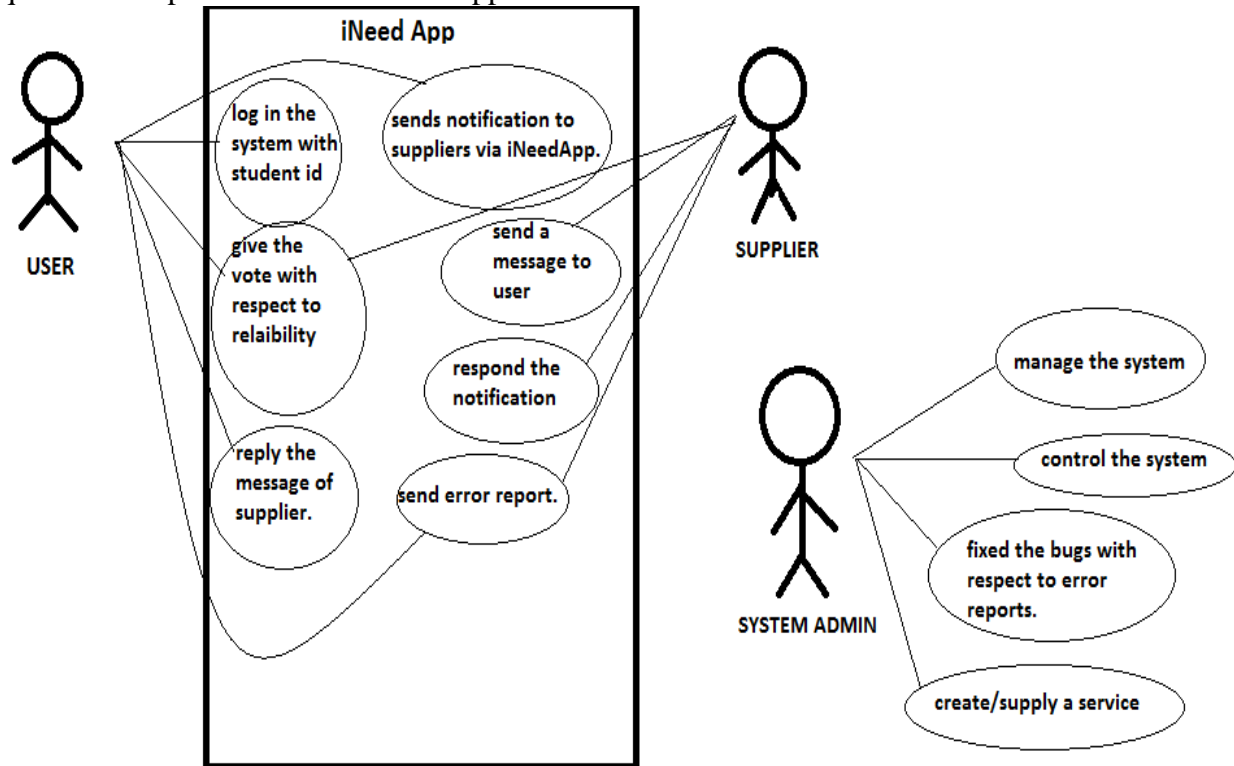 iNeed App
log in the
system with
student id
sends notification to
suppliers via iNeedApp.
USER
give the
vote with
respect to
relaibility
send a
message to
user
SUPPLIER
respond the
notification
manage the system
reply the
message of
supplier.
send error report.
control the system
fixed the bugs with
respect to error
reports.
SYSTEM ADMIN
create/supply a service